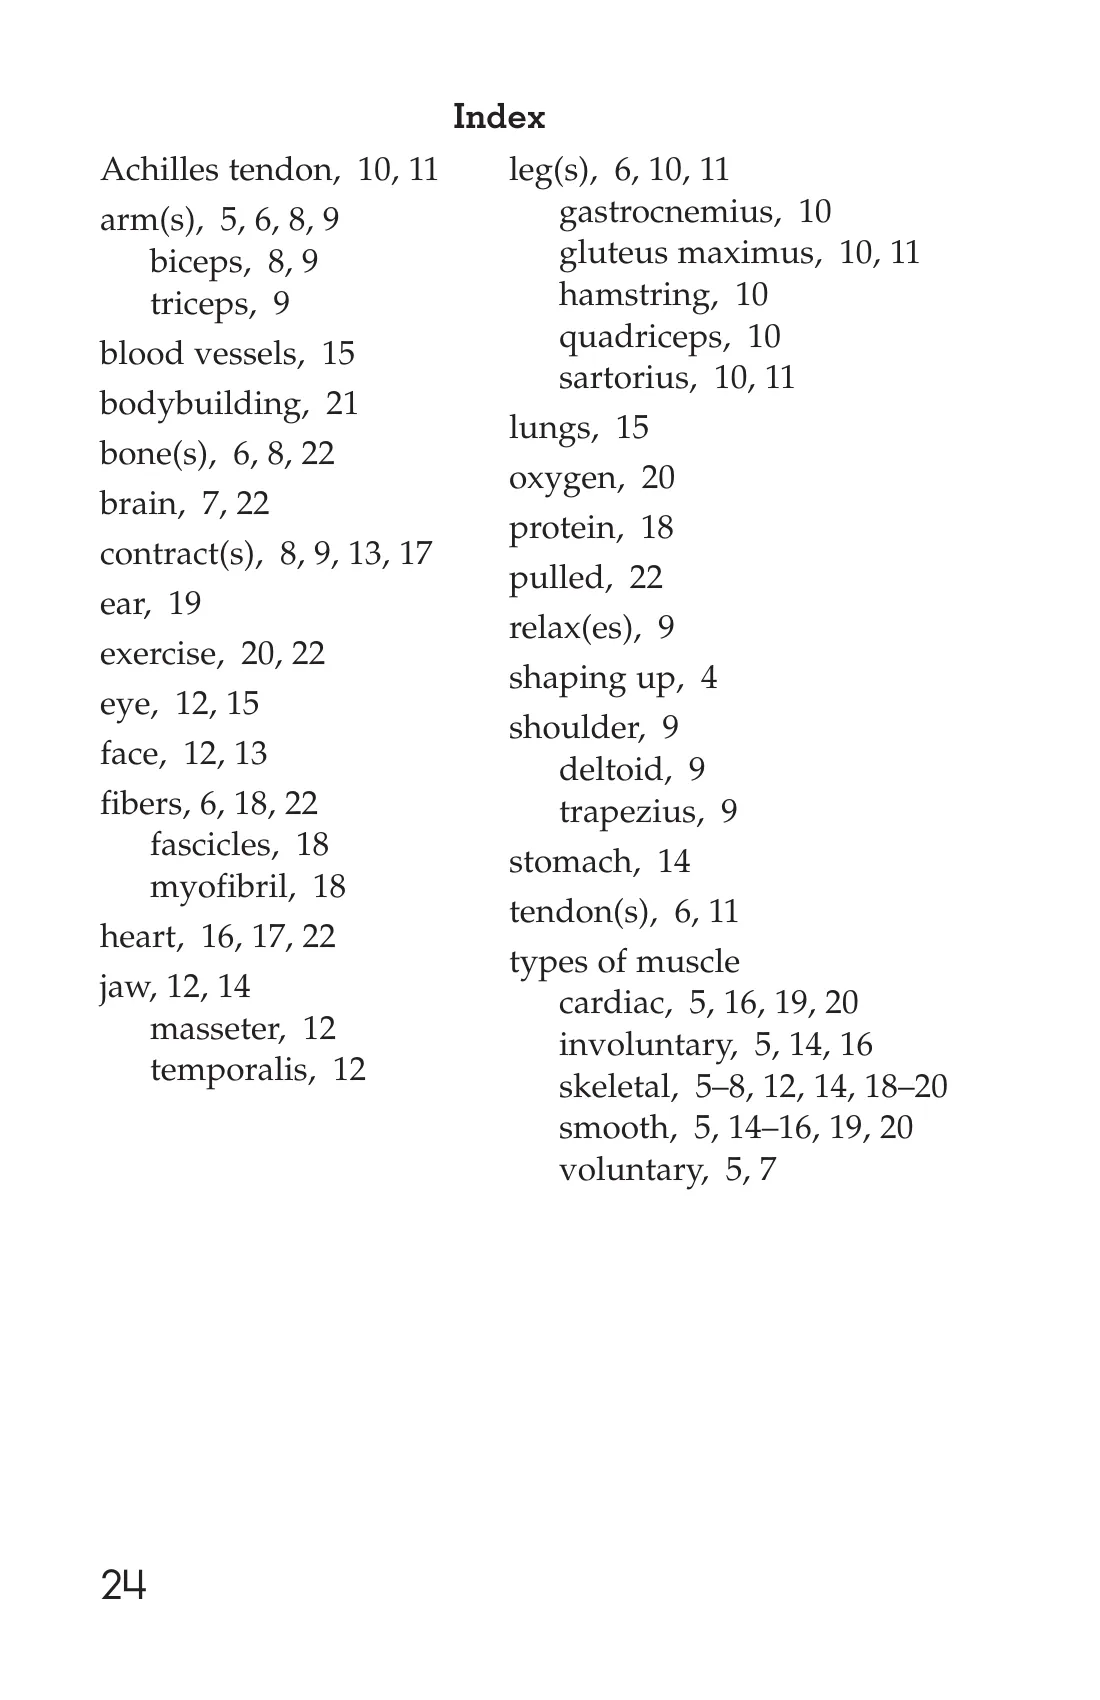 Index
Achilles tendon, 10, 11
arm(s), 5, 6, 8, 9
biceps, 8, 9
triceps, 9
blood vessels, 15
bodybuilding, 21
bone(s), 6, 8, 22
brain, 7, 22
contract(s), 8, 9, 13, 17
ear, 19
exercise, 20, 22
eye, 12, 15
face, 12, 13
fibers, 6, 18, 22
fascicles, 18
myofibril, 18
heart, 16, 17, 22
jaw, 12, 14
masseter, 12
temporalis, 12
leg(s), 6, 10, 11
gastrocnemius, 10
gluteus maximus, 10, 11
hamstring, 10
quadriceps, 10
sartorius, 10, 11
lungs, 15
oxygen, 20
protein, 18
pulled, 22
relax(es), 9
shaping up, 4
shoulder, 9
deltoid, 9
trapezius, 9
stomach, 14
tendon(s), 6, 11
types of muscle
cardiac, 5, 16, 19, 20
involuntary, 5, 14, 16
skeletal, 5–8, 12, 14, 18–20
smooth, 5, 14–16, 19, 20
voluntary, 5, 7
24